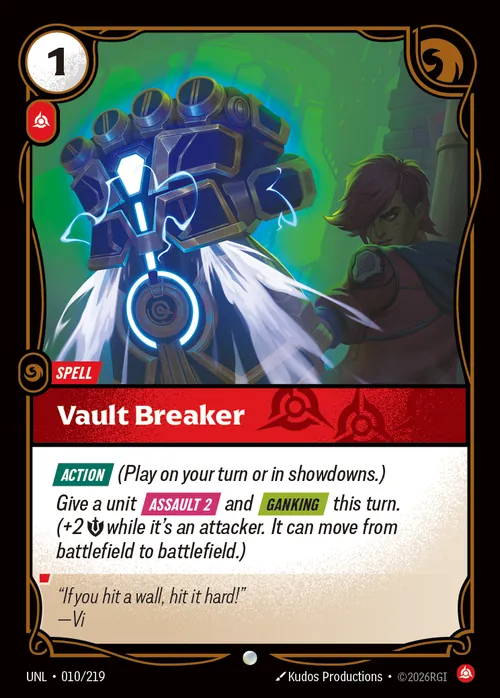 1
SPELL
Vault Breaker
ACTION (Play on your turn or in showdowns.)
Give a unit ASSAULT 2 and GANKING this turn.
(+2 while it's an attacker. It can move from
battlefield to battlefield.)
“If you hit a wall, hit it hard!”
—Vi
UNL • 010/219
Kudos Productions • ©2026RGI